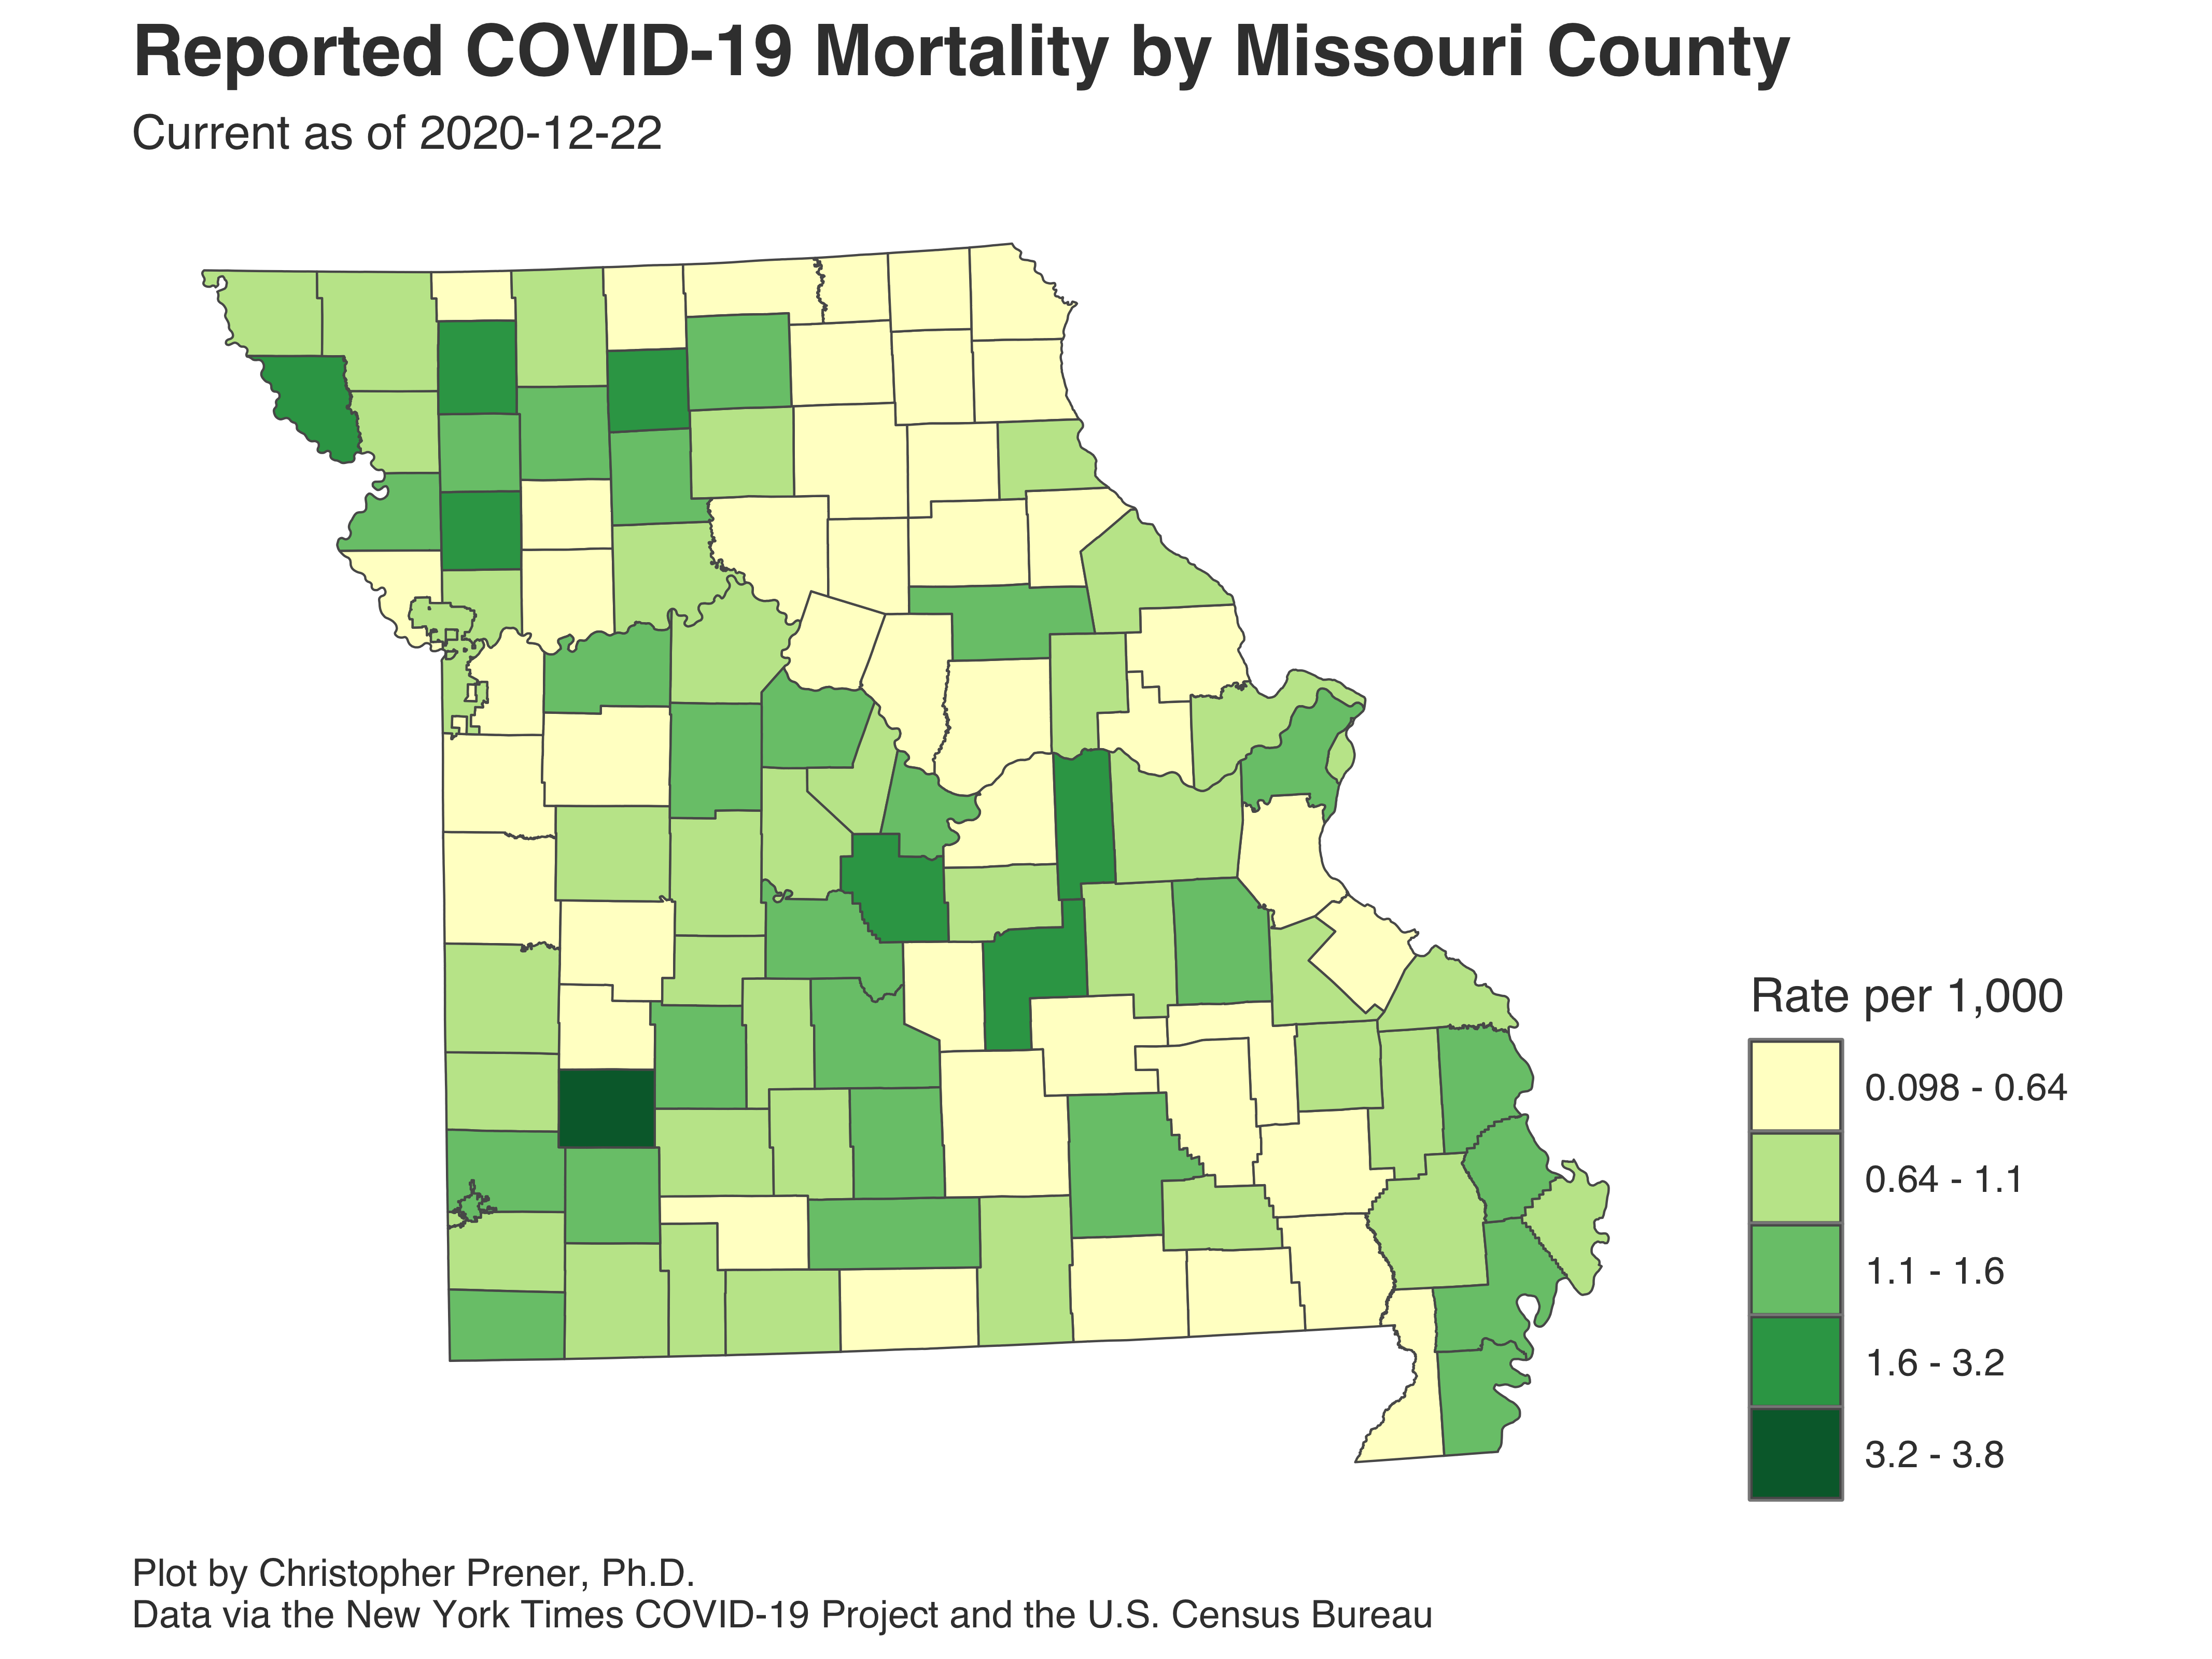 Reported COVID-19 Mortality by Missouri County
Current as of 2020-12-22
Rate per 1,000
0.098 - 0.64
0.64 - 1.1
1.1 - 1.6
1.6 - 3.2
3.2 - 3.8
Plot by Christopher Prener, Ph.D.
Data via the New York Times COVID-19 Project and the U.S. Census Bureau